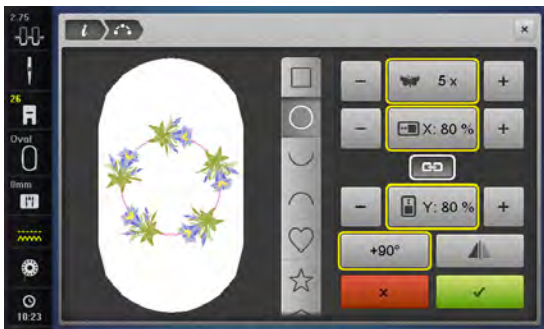 2.75
i
×
26
Oval
0mm
10:23
− 5 x +
− X: 80 % +
− Y: 80 % +
+90°
×